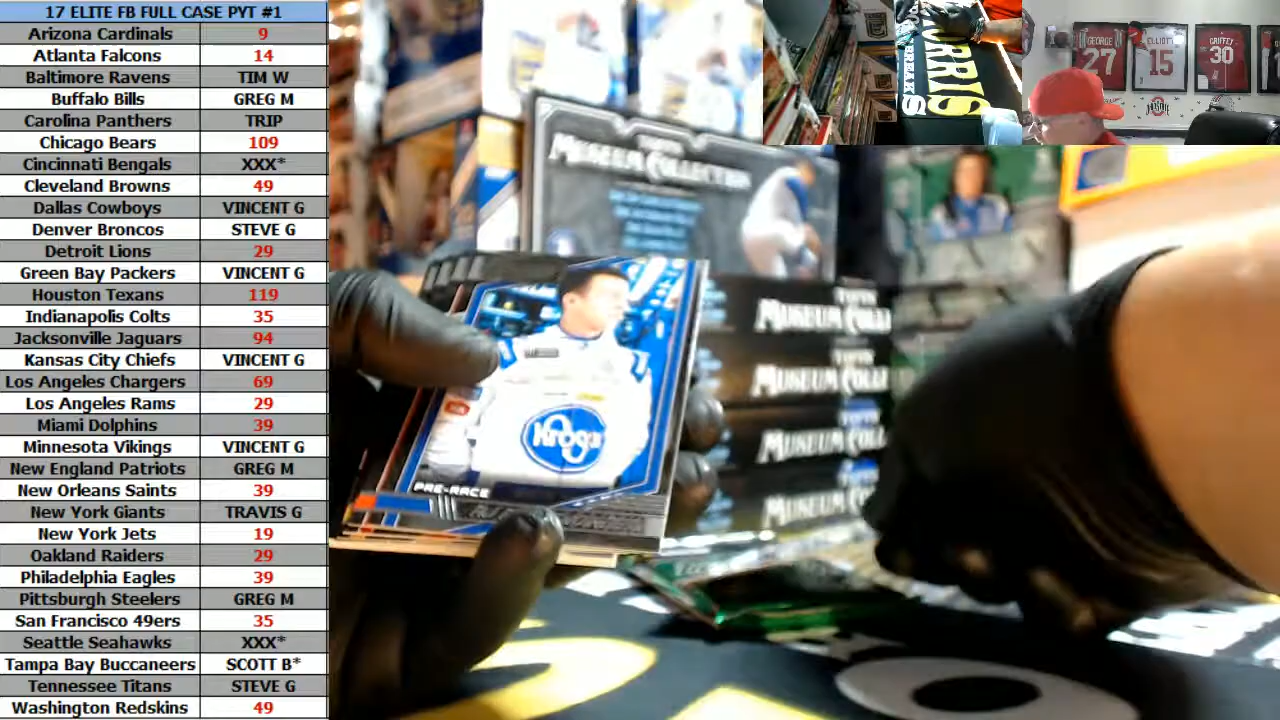 17 ELITE FB FULL CASE PYT #1
Arizona Cardinals 9
Atlanta Falcons 14
Baltimore Ravens TIM W
Buffalo Bills GREG M
Carolina Panthers TRIP
Chicago Bears 109
Cincinnati Bengals XXX*
Cleveland Browns 49
Dallas Cowboys VINCENT G
Denver Broncos STEVE G
Detroit Lions 29
Green Bay Packers VINCENT G
Houston Texans 119
Indianapolis Colts 35
Jacksonville Jaguars 94
Kansas City Chiefs VINCENT G
Los Angeles Chargers 69
Los Angeles Rams 29
Miami Dolphins 39
Minnesota Vikings VINCENT G
New England Patriots GREG M
New Orleans Saints 39
New York Giants TRAVIS G
New York Jets 19
Oakland Raiders 29
Philadelphia Eagles 39
Pittsburgh Steelers GREG M
San Francisco 49ers 35
Seattle Seahawks XXX*
Tampa Bay Buccaneers SCOTT B*
Tennessee Titans STEVE G
Washington Redskins 49
GEORGE
27
ELLIOTT
15
GRIFFEY
30
ORRIS
BREAKS
TOPPS
MUSEUM COLLECTION
TOPPS
MUSEUM COLL
MUSEUM COLLE
MUSEUM COLL
MUSEUM CO
Kroger
PRE-RACE